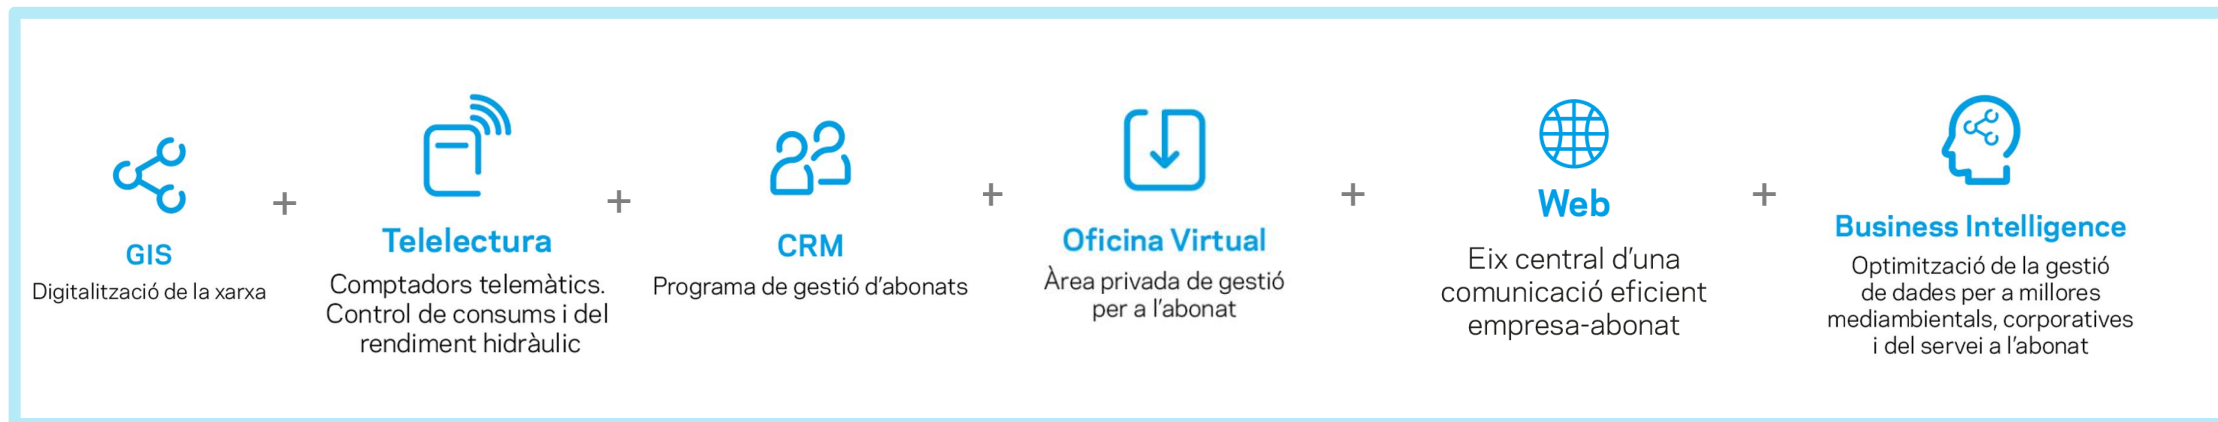 GIS
Digitalització de la xarxa
+
Telelectura
Comptadors telemàtics.
Control de consums i del
rendiment hidràulic
+
CRM
Programa de gestió d’abonats
+
Oficina Virtual
Àrea privada de gestió
per a l’abonat
+
Web
Eix central d’una
comunicació eficient
empresa-abonat
+
Business Intelligence
Optimització de la gestió
de dades per a millores
mediambientals, corporatives
i del servei a l’abonat